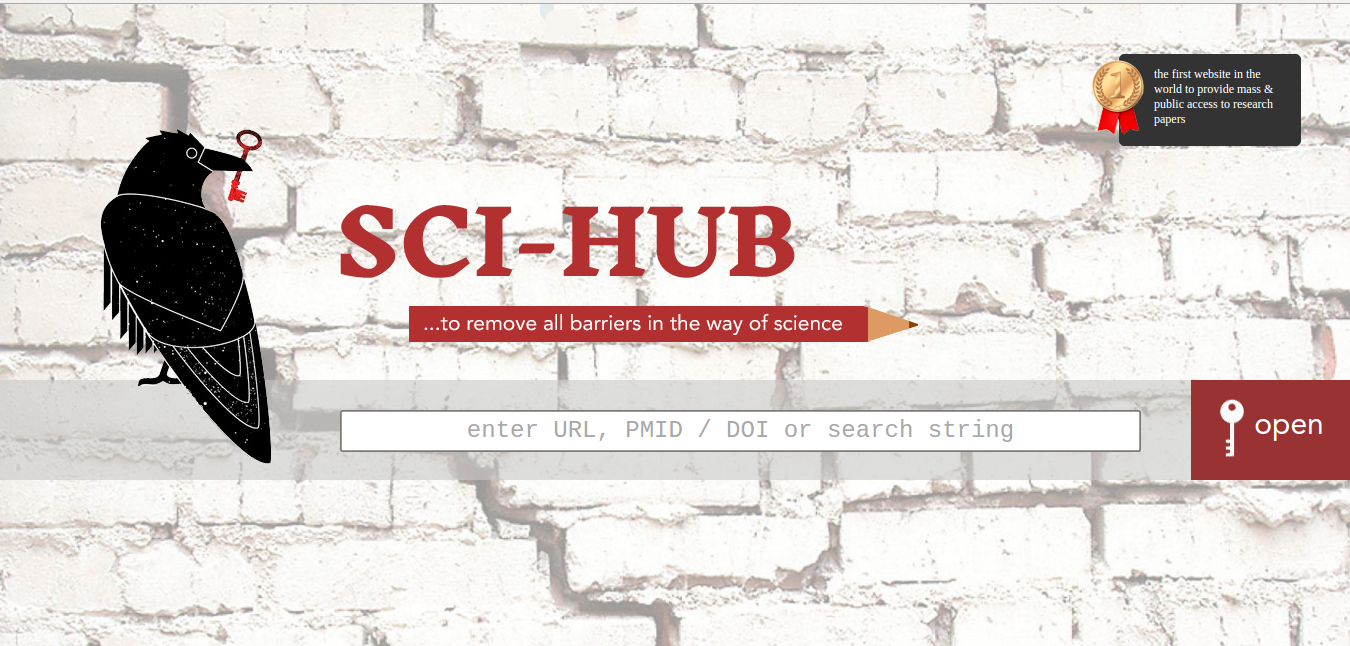 the first website in the
world to provide mass &
public access to research
papers
1
SCI-HUB
...to remove all barriers in the way of science
enter URL, PMID / DOI or search string
open